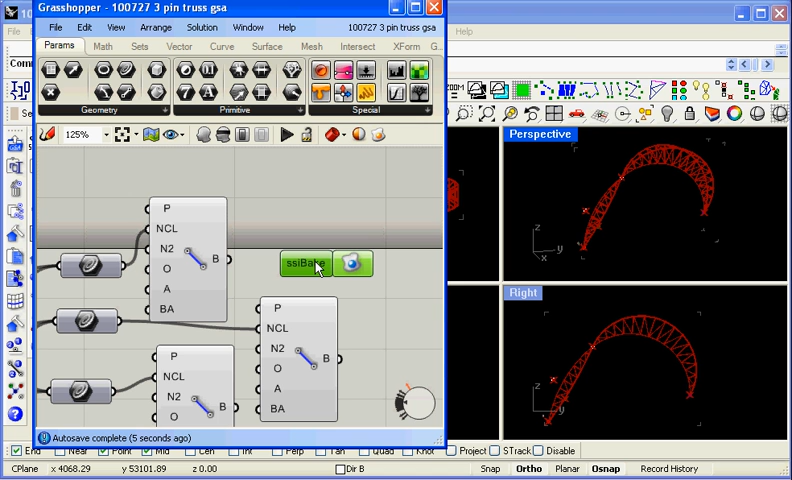 Grasshopper - 100727 3 pin truss gsa
File Edit View Arrange Solution Window Help 100727 3 pin truss gsa
Params Math Sets Vector Curve Surface Mesh Intersect XForm G...
Geometry Primitive Special
125%
P
NCL
N2
O
A
BA
B
ssiBake
P
NCL
N2
O
A
BA
B
P
NCL
N2
O
B
Autosave complete (5 seconds ago)
Help
Perspective
z
y
x
Right
z
y
End Near Point Mid Cen Int Perp Tan Quad Knot Project STrack Disable
CPlane x 4068.29 y 53101.89 z 0.00 Dir B Snap Ortho Planar Osnap Record History